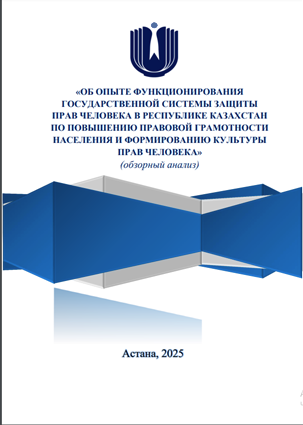 «ОБ ОПЫТЕ ФУНКЦИОНИРОВАНИЯ
ГОСУДАРСТВЕННОЙ СИСТЕМЫ ЗАЩИТЫ
ПРАВ ЧЕЛОВЕКА В РЕСПУБЛИКЕ КАЗАХСТАН
ПО ПОВЫШЕНИЮ ПРАВОВОЙ ГРАМОТНОСТИ
НАСЕЛЕНИЯ И ФОРМИРОВАНИЮ КУЛЬТУРЫ
ПРАВ ЧЕЛОВЕКА»
(обзорный анализ)
Астана, 2025